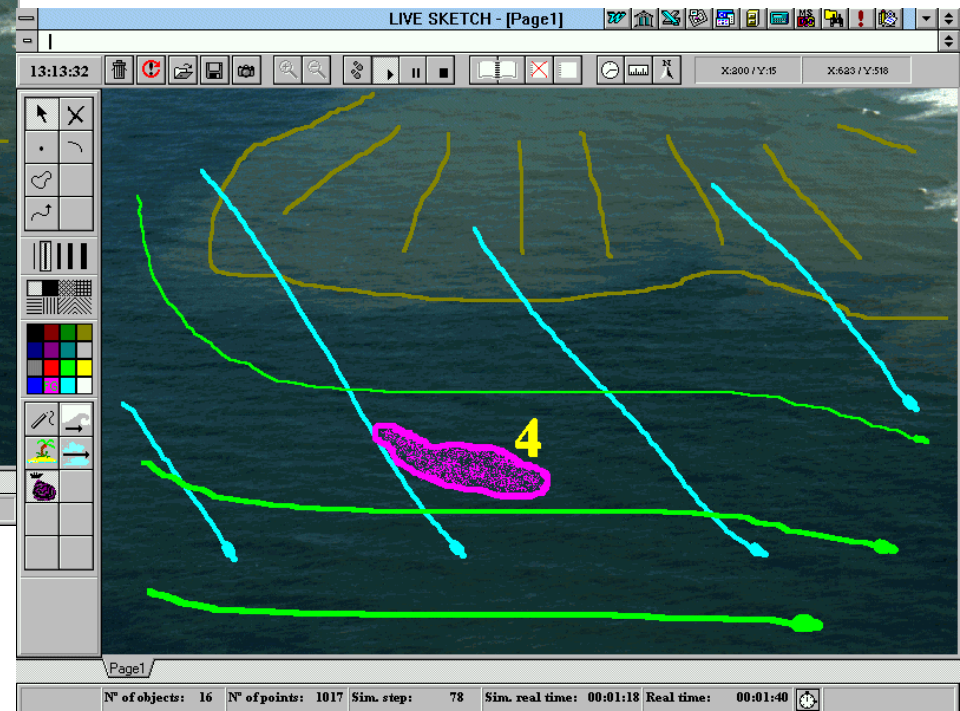 LIVE SKETCH - [Page1]
13:13:32
N
X:200 / Y:15
X:623 / Y:518
4
Page1
Nº of objects: 16 Nº of points: 1017 Sim. step: 78 Sim. real time: 00:01:18 Real time: 00:01:40